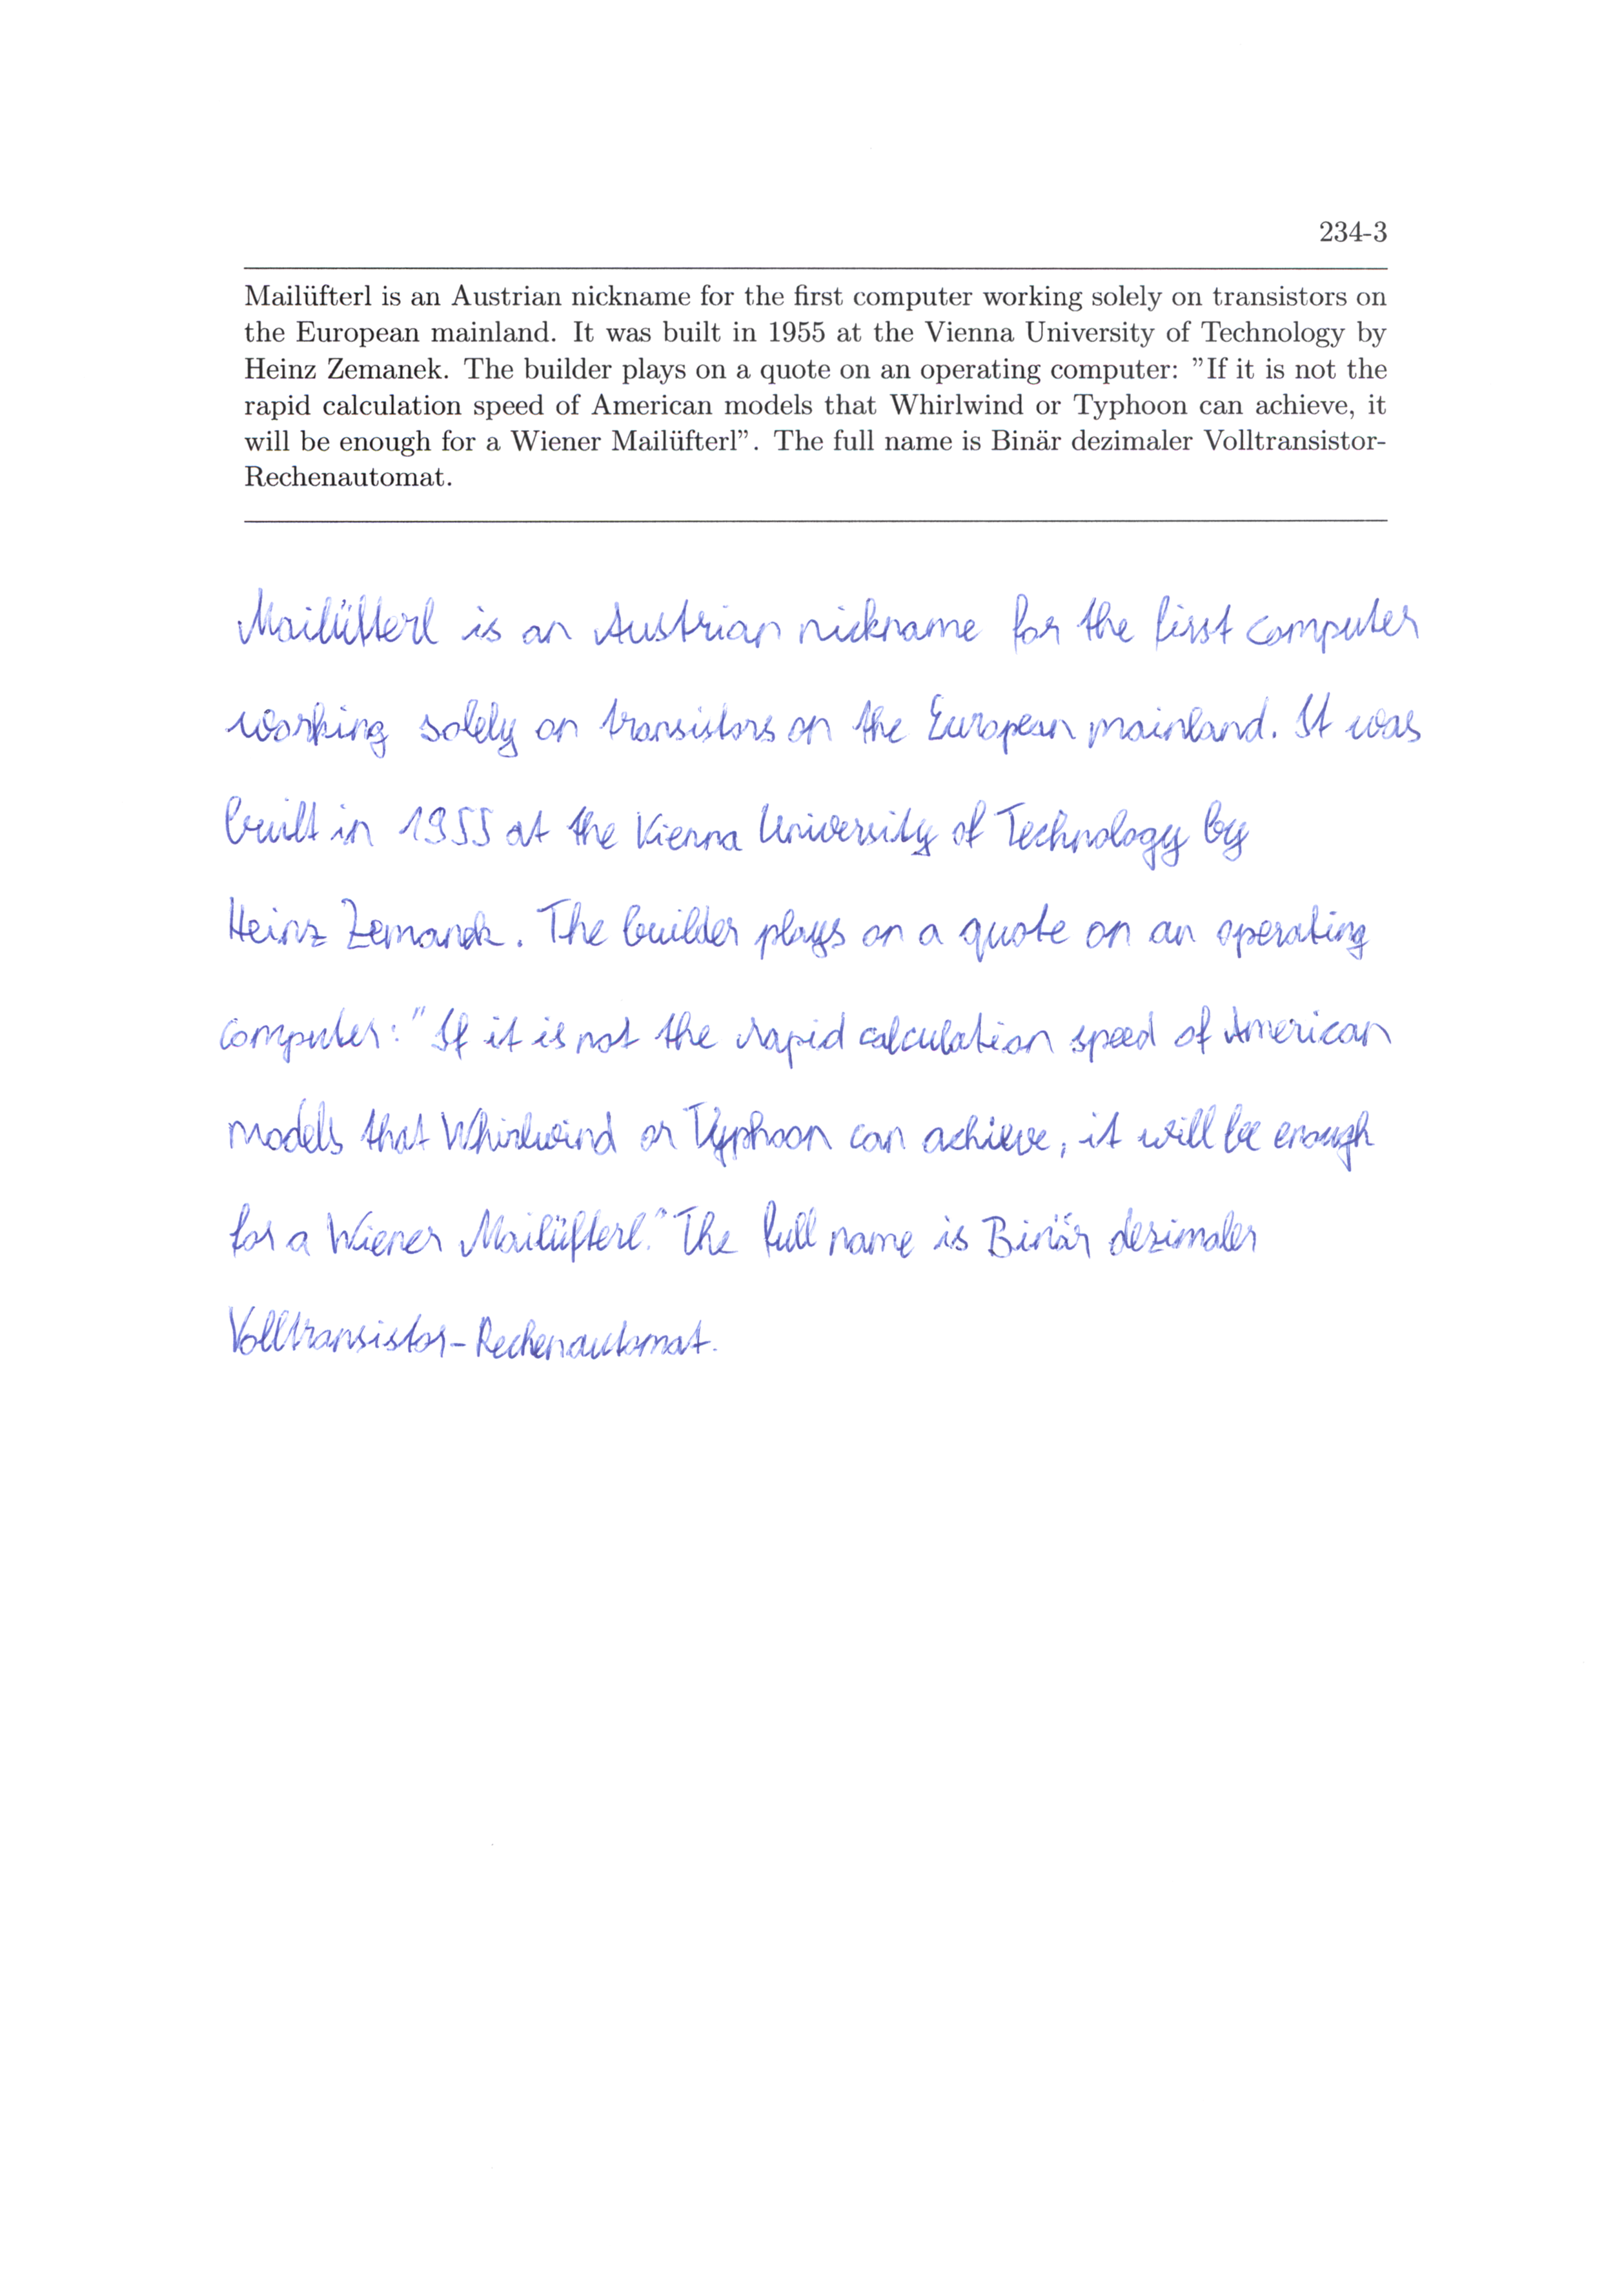 234-3
Mailüfterl is an Austrian nickname for the first computer working solely on transistors on
the European mainland. It was built in 1955 at the Vienna University of Technology by
Heinz Zemanek. The builder plays on a quote on an operating computer: ”If it is not the
rapid calculation speed of American models that Whirlwind or Typhoon can achieve, it
will be enough for a Wiener Mailüfterl”. The full name is Binär dezimaler Volltransistor-
Rechenautomat.
Mailüfterl is an Austrian nickname for the first computer
working solely on transistors on the European mainland. It was
built in 1955 at the Vienna University of Technology by
Heinz Zemanek. The builder plays on a quote on an operating
computer: "If it is not the rapid calculation speed of American
models that Whirlwind or Typhoon can achieve, it will be enough
for a Wiener Mailüfterl." The full name is Binär dezimaler
Volltransistor-Rechenautomat.